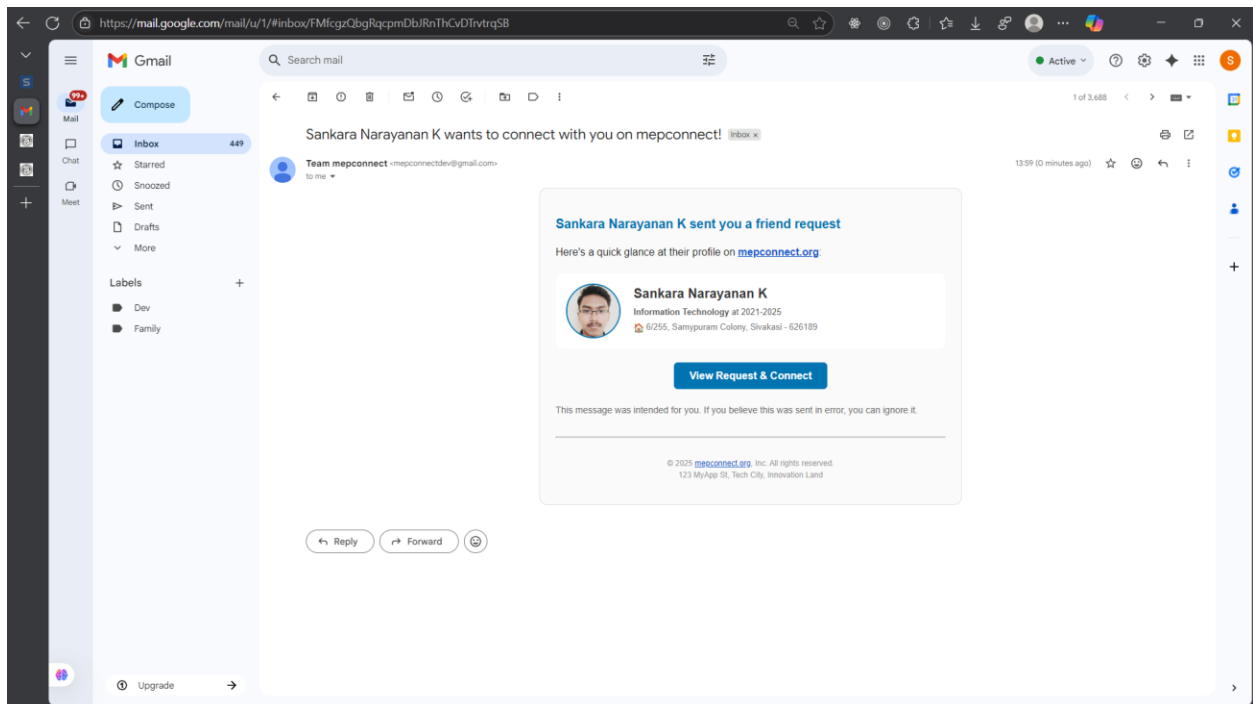 https://mail.google.com/mail/u/1/#inbox/FMfcgzQbgRqcpmDbJRnThCvDTrvtrqSB
Gmail
Search mail
Active
S
99+
Mail
Chat
Meet
Compose
Inbox 449
Starred
Snoozed
Sent
Drafts
More
Labels
Dev
Family
Upgrade
1 of 3,688
Sankara Narayanan K wants to connect with you on mepconnect! Inbox x
Team mepconnect <mepconnectdev@gmail.com>
to me
13:59 (0 minutes ago)
Sankara Narayanan K sent you a friend request
Here's a quick glance at their profile on mepconnect.org:
Sankara Narayanan K
Information Technology at 2021-2025
6/255, Samypuram Colony, Sivakasi - 626189
View Request & Connect
This message was intended for you. If you believe this was sent in error, you can ignore it.
© 2025 mepconnect.org, Inc. All rights reserved.
123 MyApp St, Tech City, Innovation Land
Reply
Forward